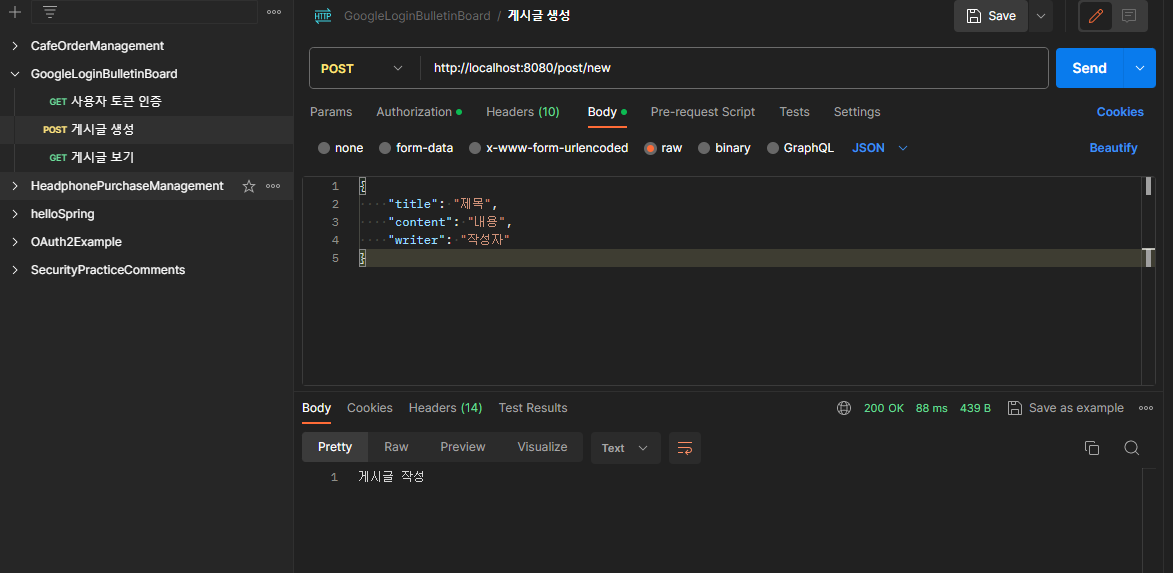 GoogleLoginBulletinBoard / 게시글 생성
Save
CafeOrderManagement
GoogleLoginBulletinBoard
GET 사용자 토큰 인증
POST 게시글 생성
GET 게시글 보기
HeadphonePurchaseManagement
helloSpring
OAuth2Example
SecurityPracticeComments
POST http://localhost:8080/post/new Send
Params Authorization Headers (10) Body Pre-request Script Tests Settings Cookies
none form-data x-www-form-urlencoded raw binary GraphQL JSON Beautify
1 {
2 "title": "제목",
3 "content": "내용",
4 "writer": "작성자"
5 }
Body Cookies Headers (14) Test Results 200 OK 88 ms 439 B Save as example
Pretty Raw Preview Visualize Text
1 게시글 작성